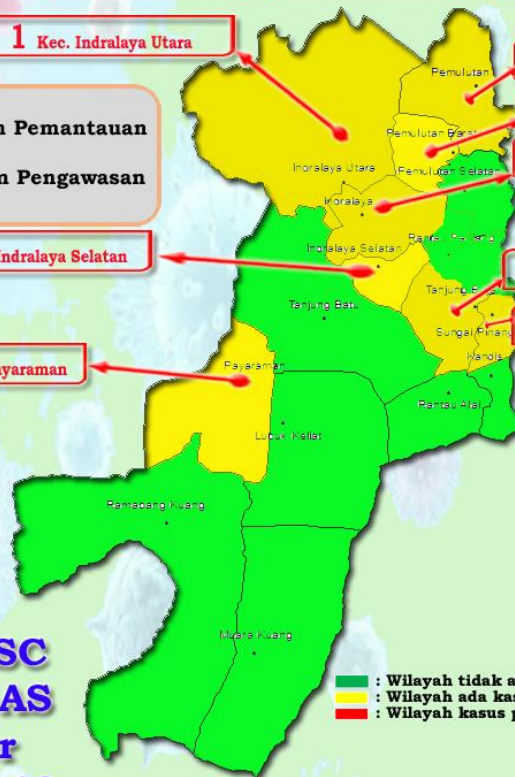 1 Kec. Indralaya Utara
Pemulutan
n Pemantauan
Pemulutan Barat
n Pengawasan
Indralaya Utara
Pemulutan Selatan
Indralaya
Indralaya Selatan
Indralaya Selatan
Tanjung
Tanjung Batu
Sungai Pinang
Kandis
Payaraman
ayaraman
Rantau Alai
Lubuk Keliat
Rambang Kuang
Muara Kuang
SC
AS
r
: Wilayah tidak a
: Wilayah ada kas
: Wilayah kasus p